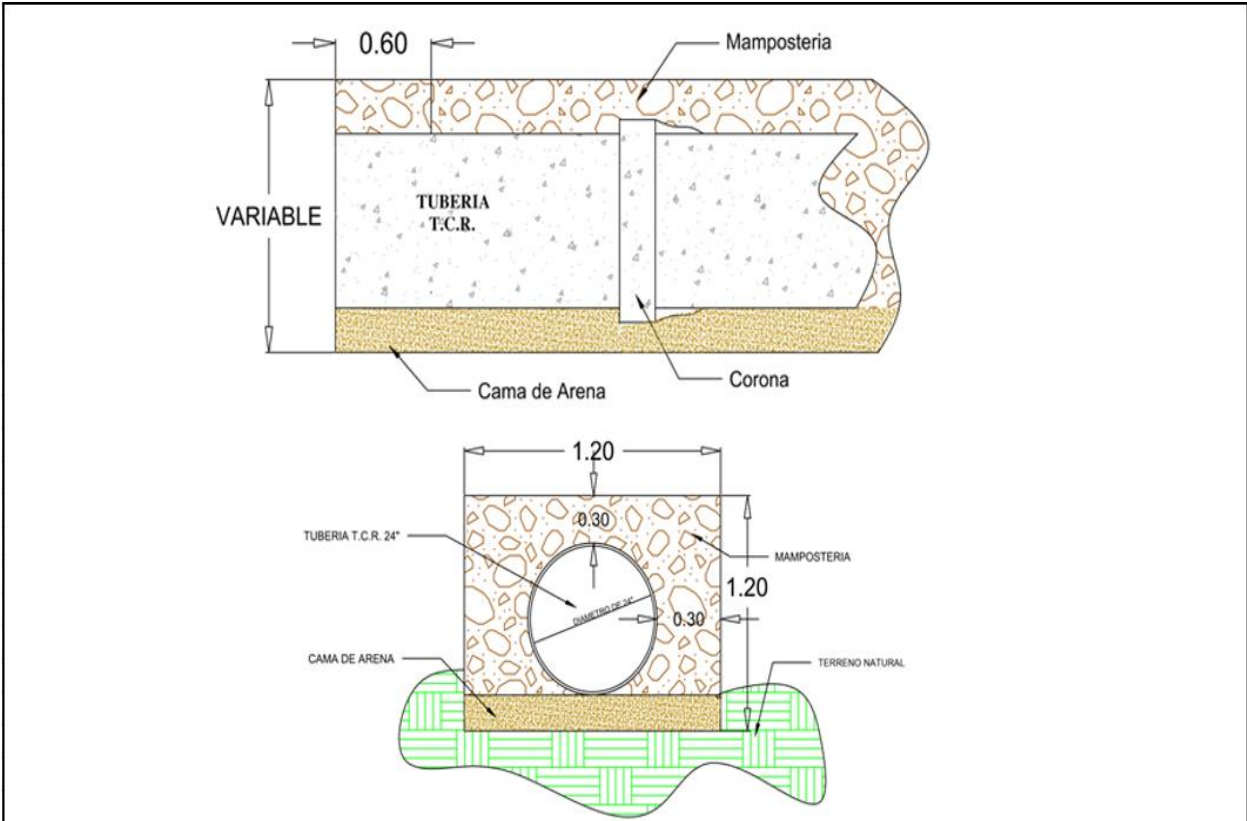 0.60
Mamposteria
VARIABLE
TUBERIA
T.C.R.
Corona
Cama de Arena
1.20
TUBERIA T.C.R. 24"
0.30
MAMPOSTERIA
1.20
DIAMETRO DE 24"
0.30
CAMA DE ARENA
TERRENO NATURAL